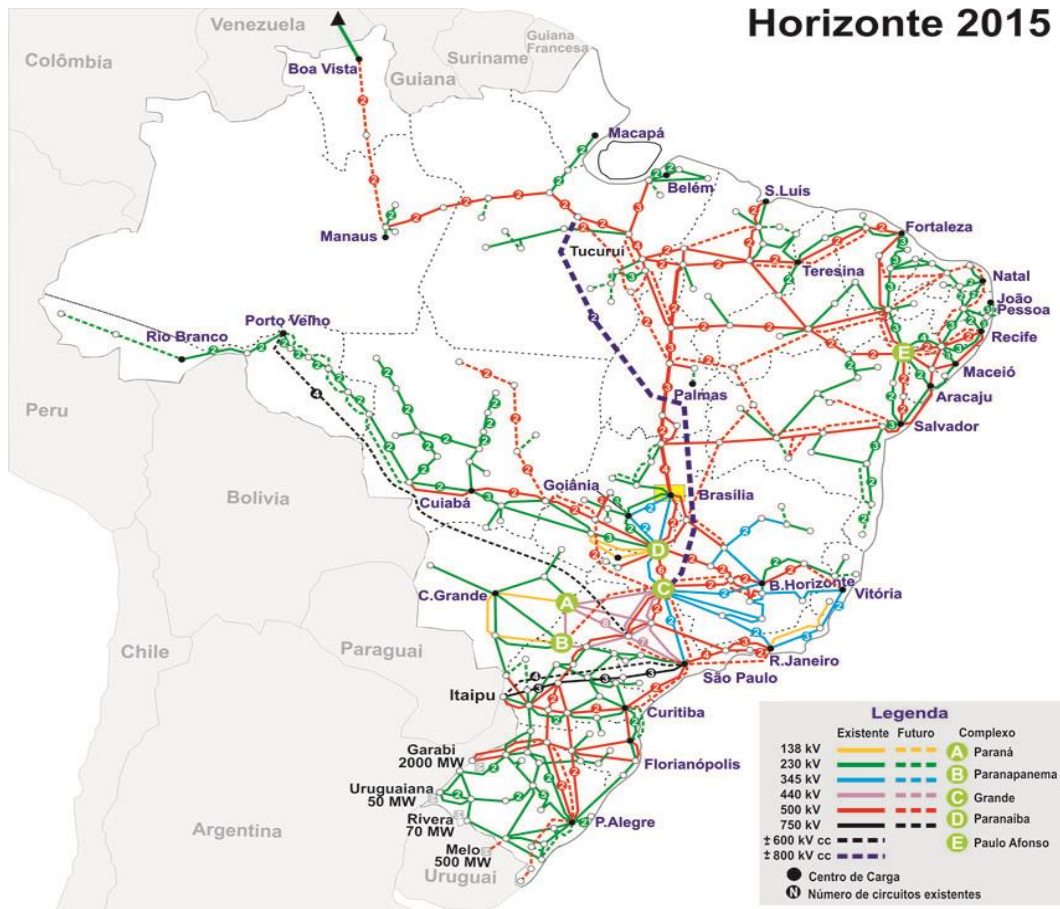 Horizonte 2015
Venezuela
Guiana
Francesa
Suriname
Colômbia
Boa Vista
Guiana
Macapá
Belém
S.Luís
Manaus
Fortaleza
Tucuruí
Teresina
Natal
João
Pessoa
Porto Velho
Rio Branco
Recife
E
Maceió
Palmas
Aracaju
Peru
Salvador
Goiânia
Brasília
Bolívia
Cuiabá
D
C.Grande
A
C
B.Horizonte
Vitória
B
Paraguai
R.Janeiro
Chile
São Paulo
Itaipu
Curitiba
Garabi
2000 MW
Florianópolis
Uruguaiana
50 MW
Rivera
70 MW
P.Alegre
Argentina
Melo
500 MW
Uruguai
Legenda
Existente Futuro Complexo
138 kV A Paraná
230 kV B Paranapanema
345 kV
440 kV C Grande
500 kV D Paranaiba
750 kV E Paulo Afonso
± 600 kV cc
± 800 kV cc
Centro de Carga
N Número de circuitos existentes